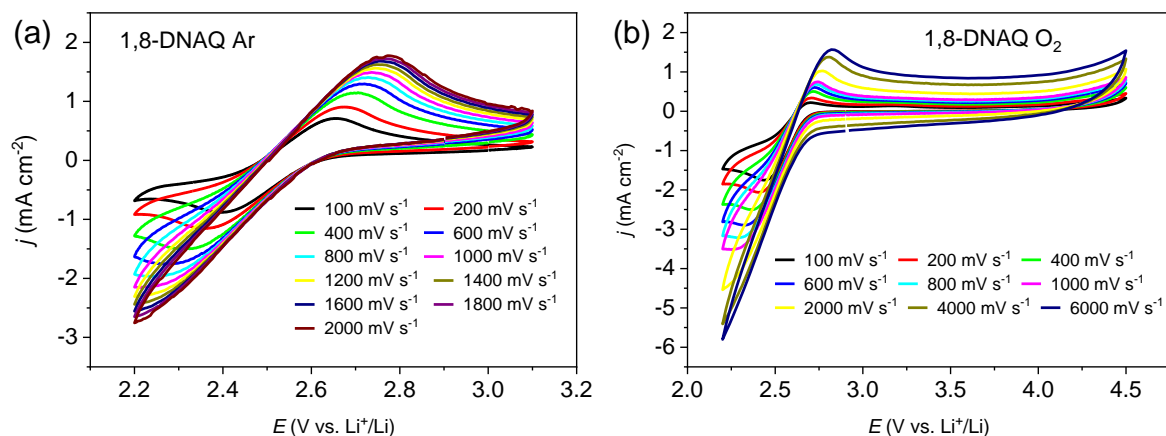 (a)
1,8-DNAQ Ar
2
1
0
-1
-2
-3
j (mA cm⁻²)
100 mV s⁻¹ 200 mV s⁻¹
400 mV s⁻¹ 600 mV s⁻¹
800 mV s⁻¹ 1000 mV s⁻¹
1200 mV s⁻¹ 1400 mV s⁻¹
1600 mV s⁻¹ 1800 mV s⁻¹
2000 mV s⁻¹
2.2 2.4 2.6 2.8 3.0 3.2
E (V vs. Li⁺/Li)
(b)
1,8-DNAQ O₂
2
1
0
-1
-2
-3
-4
-5
-6
j (mA cm⁻²)
100 mV s⁻¹ 200 mV s⁻¹ 400 mV s⁻¹
600 mV s⁻¹ 800 mV s⁻¹ 1000 mV s⁻¹
2000 mV s⁻¹ 4000 mV s⁻¹ 6000 mV s⁻¹
2.0 2.5 3.0 3.5 4.0 4.5
E (V vs. Li⁺/Li)